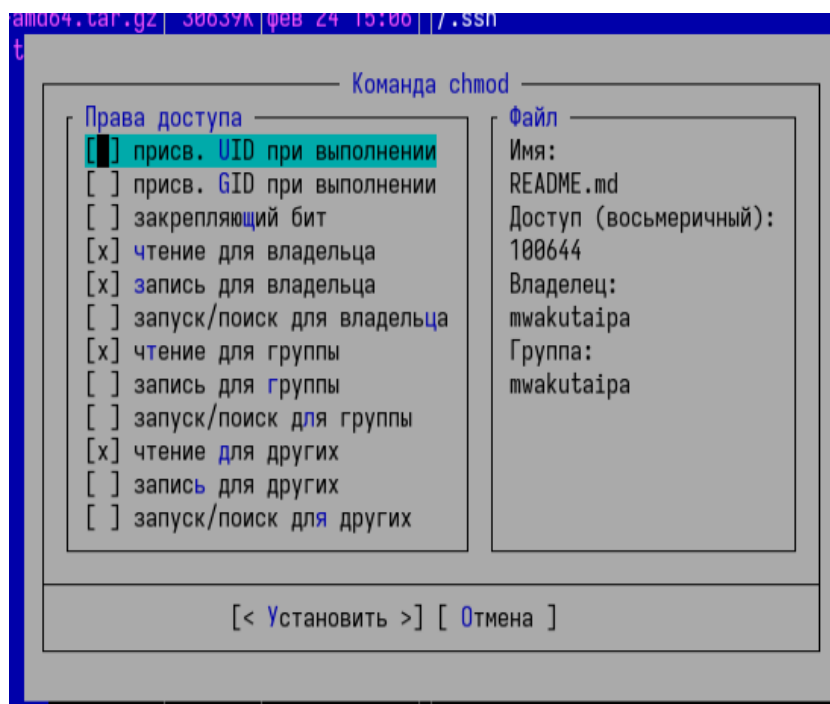 amd64.tar.gz│ 30639K│фев 24 15:06││/.ssh
t
Команда chmod
Права доступа
[ ] присв. UID при выполнении
[ ] присв. GID при выполнении
[ ] закрепляющий бит
[x] чтение для владельца
[x] запись для владельца
[ ] запуск/поиск для владельца
[x] чтение для группы
[ ] запись для группы
[ ] запуск/поиск для группы
[x] чтение для других
[ ] запись для других
[ ] запуск/поиск для других
Файл
Имя:
README.md
Доступ (восьмеричный):
100644
Владелец:
mwakutaipa
Группа:
mwakutaipa
[< Установить >] [ Отмена ]